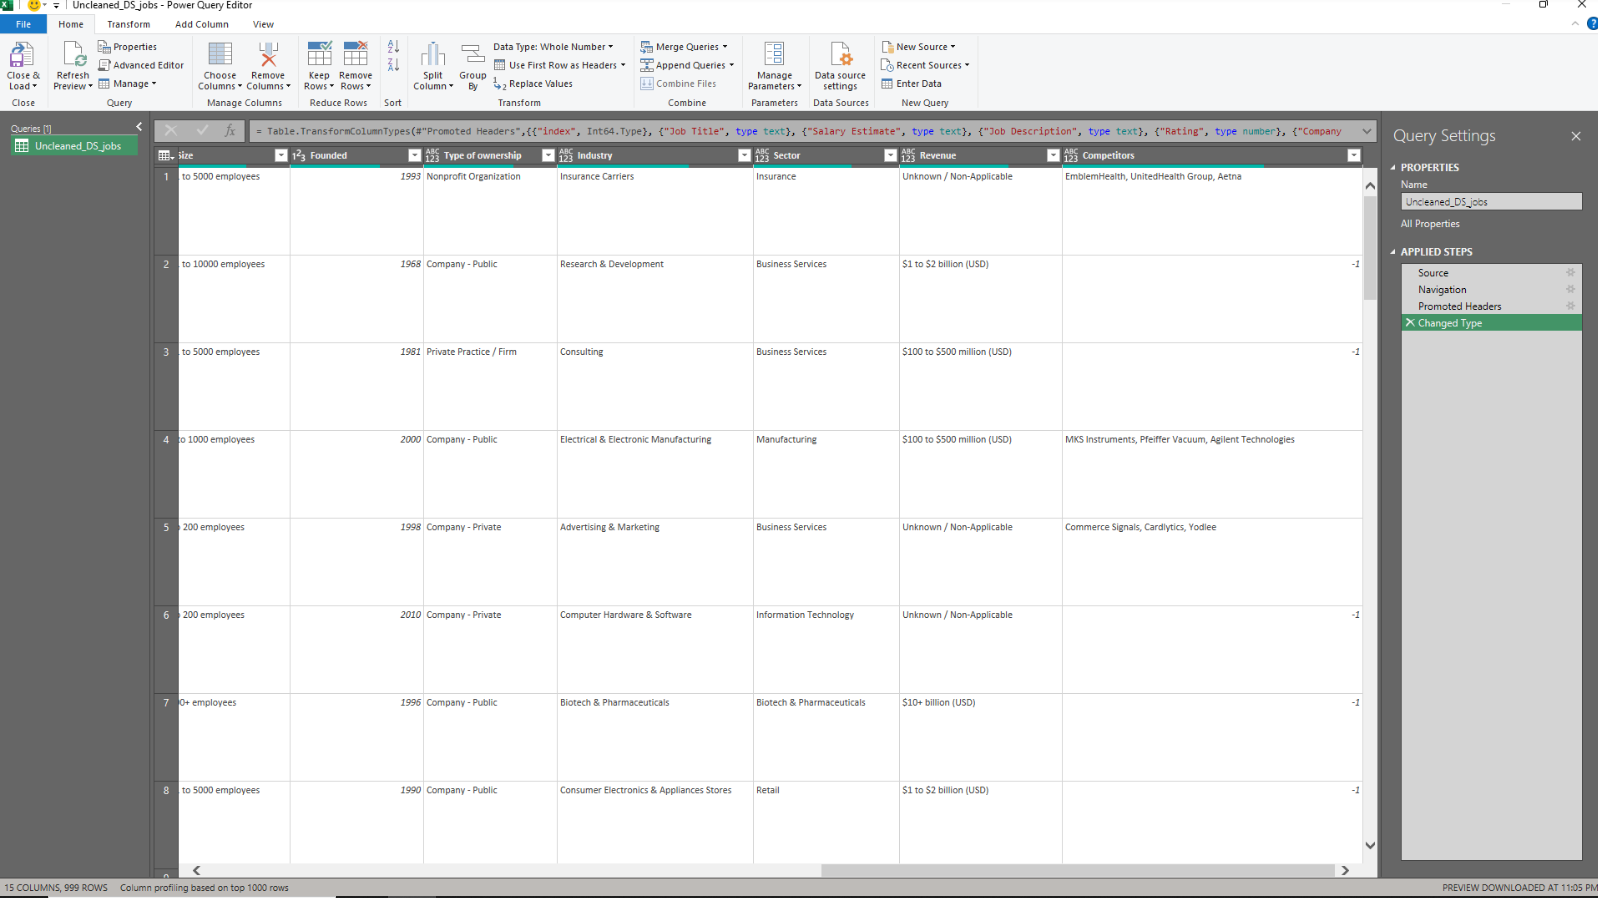 Uncleaned_DS_jobs - Power Query Editor
File Home Transform Add Column View
Close & Load
Close
Refresh Preview
Properties
Advanced Editor
Manage
Query
Choose Columns
Remove Columns
Manage Columns
Keep Rows
Remove Rows
Reduce Rows
Sort
Split Column
Group By
Data Type: Whole Number
Use First Row as Headers
Replace Values
Transform
Merge Queries
Append Queries
Combine Files
Combine
Manage Parameters
Parameters
Data source settings
Data Sources
New Source
Recent Sources
Enter Data
New Query
Queries [1]
Uncleaned_DS_jobs
fx = Table.TransformColumnTypes(#"Promoted Headers",{{"index", Int64.Type}, {"Job Title", type text}, {"Salary Estimate", type text}, {"Job Description", type text}, {"Rating", type number}, {"Company
Size 123 Founded ABC 123 Type of ownership ABC 123 Industry ABC 123 Sector ABC 123 Revenue ABC 123 Competitors
1 to 5000 employees 1993 Nonprofit Organization Insurance Carriers Insurance Unknown / Non-Applicable EmblemHealth, UnitedHealth Group, Aetna
2 to 10000 employees 1968 Company - Public Research & Development Business Services $1 to $2 billion (USD) -1
3 to 5000 employees 1981 Private Practice / Firm Consulting Business Services $100 to $500 million (USD) -1
4 to 1000 employees 2000 Company - Public Electrical & Electronic Manufacturing Manufacturing $100 to $500 million (USD) MKS Instruments, Pfeiffer Vacuum, Agilent Technologies
5 200 employees 1998 Company - Private Advertising & Marketing Business Services Unknown / Non-Applicable Commerce Signals, Cardlytics, Yodlee
6 200 employees 2010 Company - Private Computer Hardware & Software Information Technology Unknown / Non-Applicable -1
7 0+ employees 1996 Company - Public Biotech & Pharmaceuticals Biotech & Pharmaceuticals $10+ billion (USD) -1
8 to 5000 employees 1990 Company - Public Consumer Electronics & Appliances Stores Retail $1 to $2 billion (USD) -1
Query Settings
PROPERTIES
Name
Uncleaned_DS_jobs
All Properties
APPLIED STEPS
Source
Navigation
Promoted Headers
Changed Type
15 COLUMNS, 999 ROWS Column profiling based on top 1000 rows
PREVIEW DOWNLOADED AT 11:05 PM